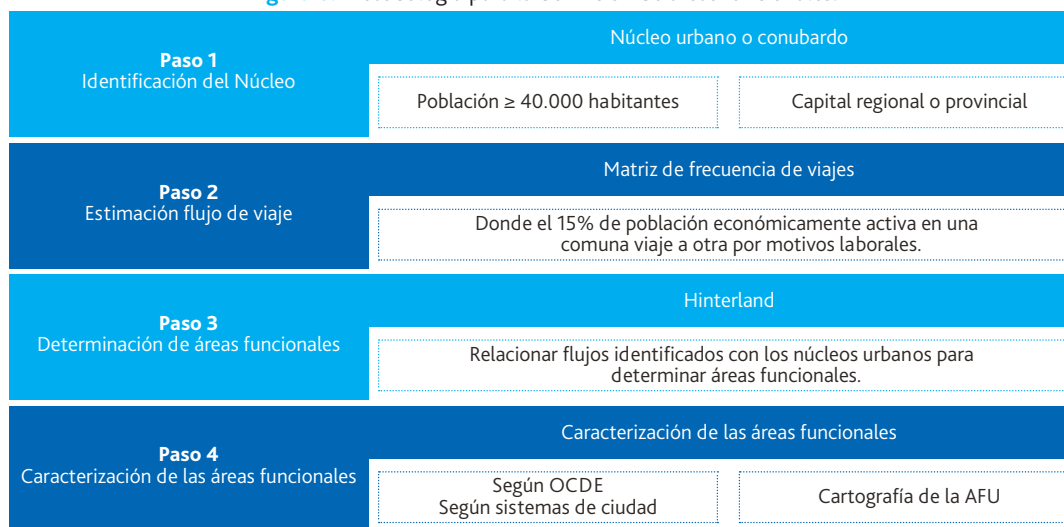 Paso 1
Identificación del Núcleo
Núcleo urbano o conubardo
Población ≥ 40.000 habitantes
Capital regional o provincial
Paso 2
Estimación flujo de viaje
Matriz de frecuencia de viajes
Donde el 15% de población económicamente activa en una
comuna viaje a otra por motivos laborales.
Paso 3
Determinación de áreas funcionales
Hinterland
Relacionar flujos identificados con los núcleos urbanos para
determinar áreas funcionales.
Paso 4
Caracterización de las áreas funcionales
Caracterización de las áreas funcionales
Según OCDE
Según sistemas de ciudad
Cartografía de la AFU